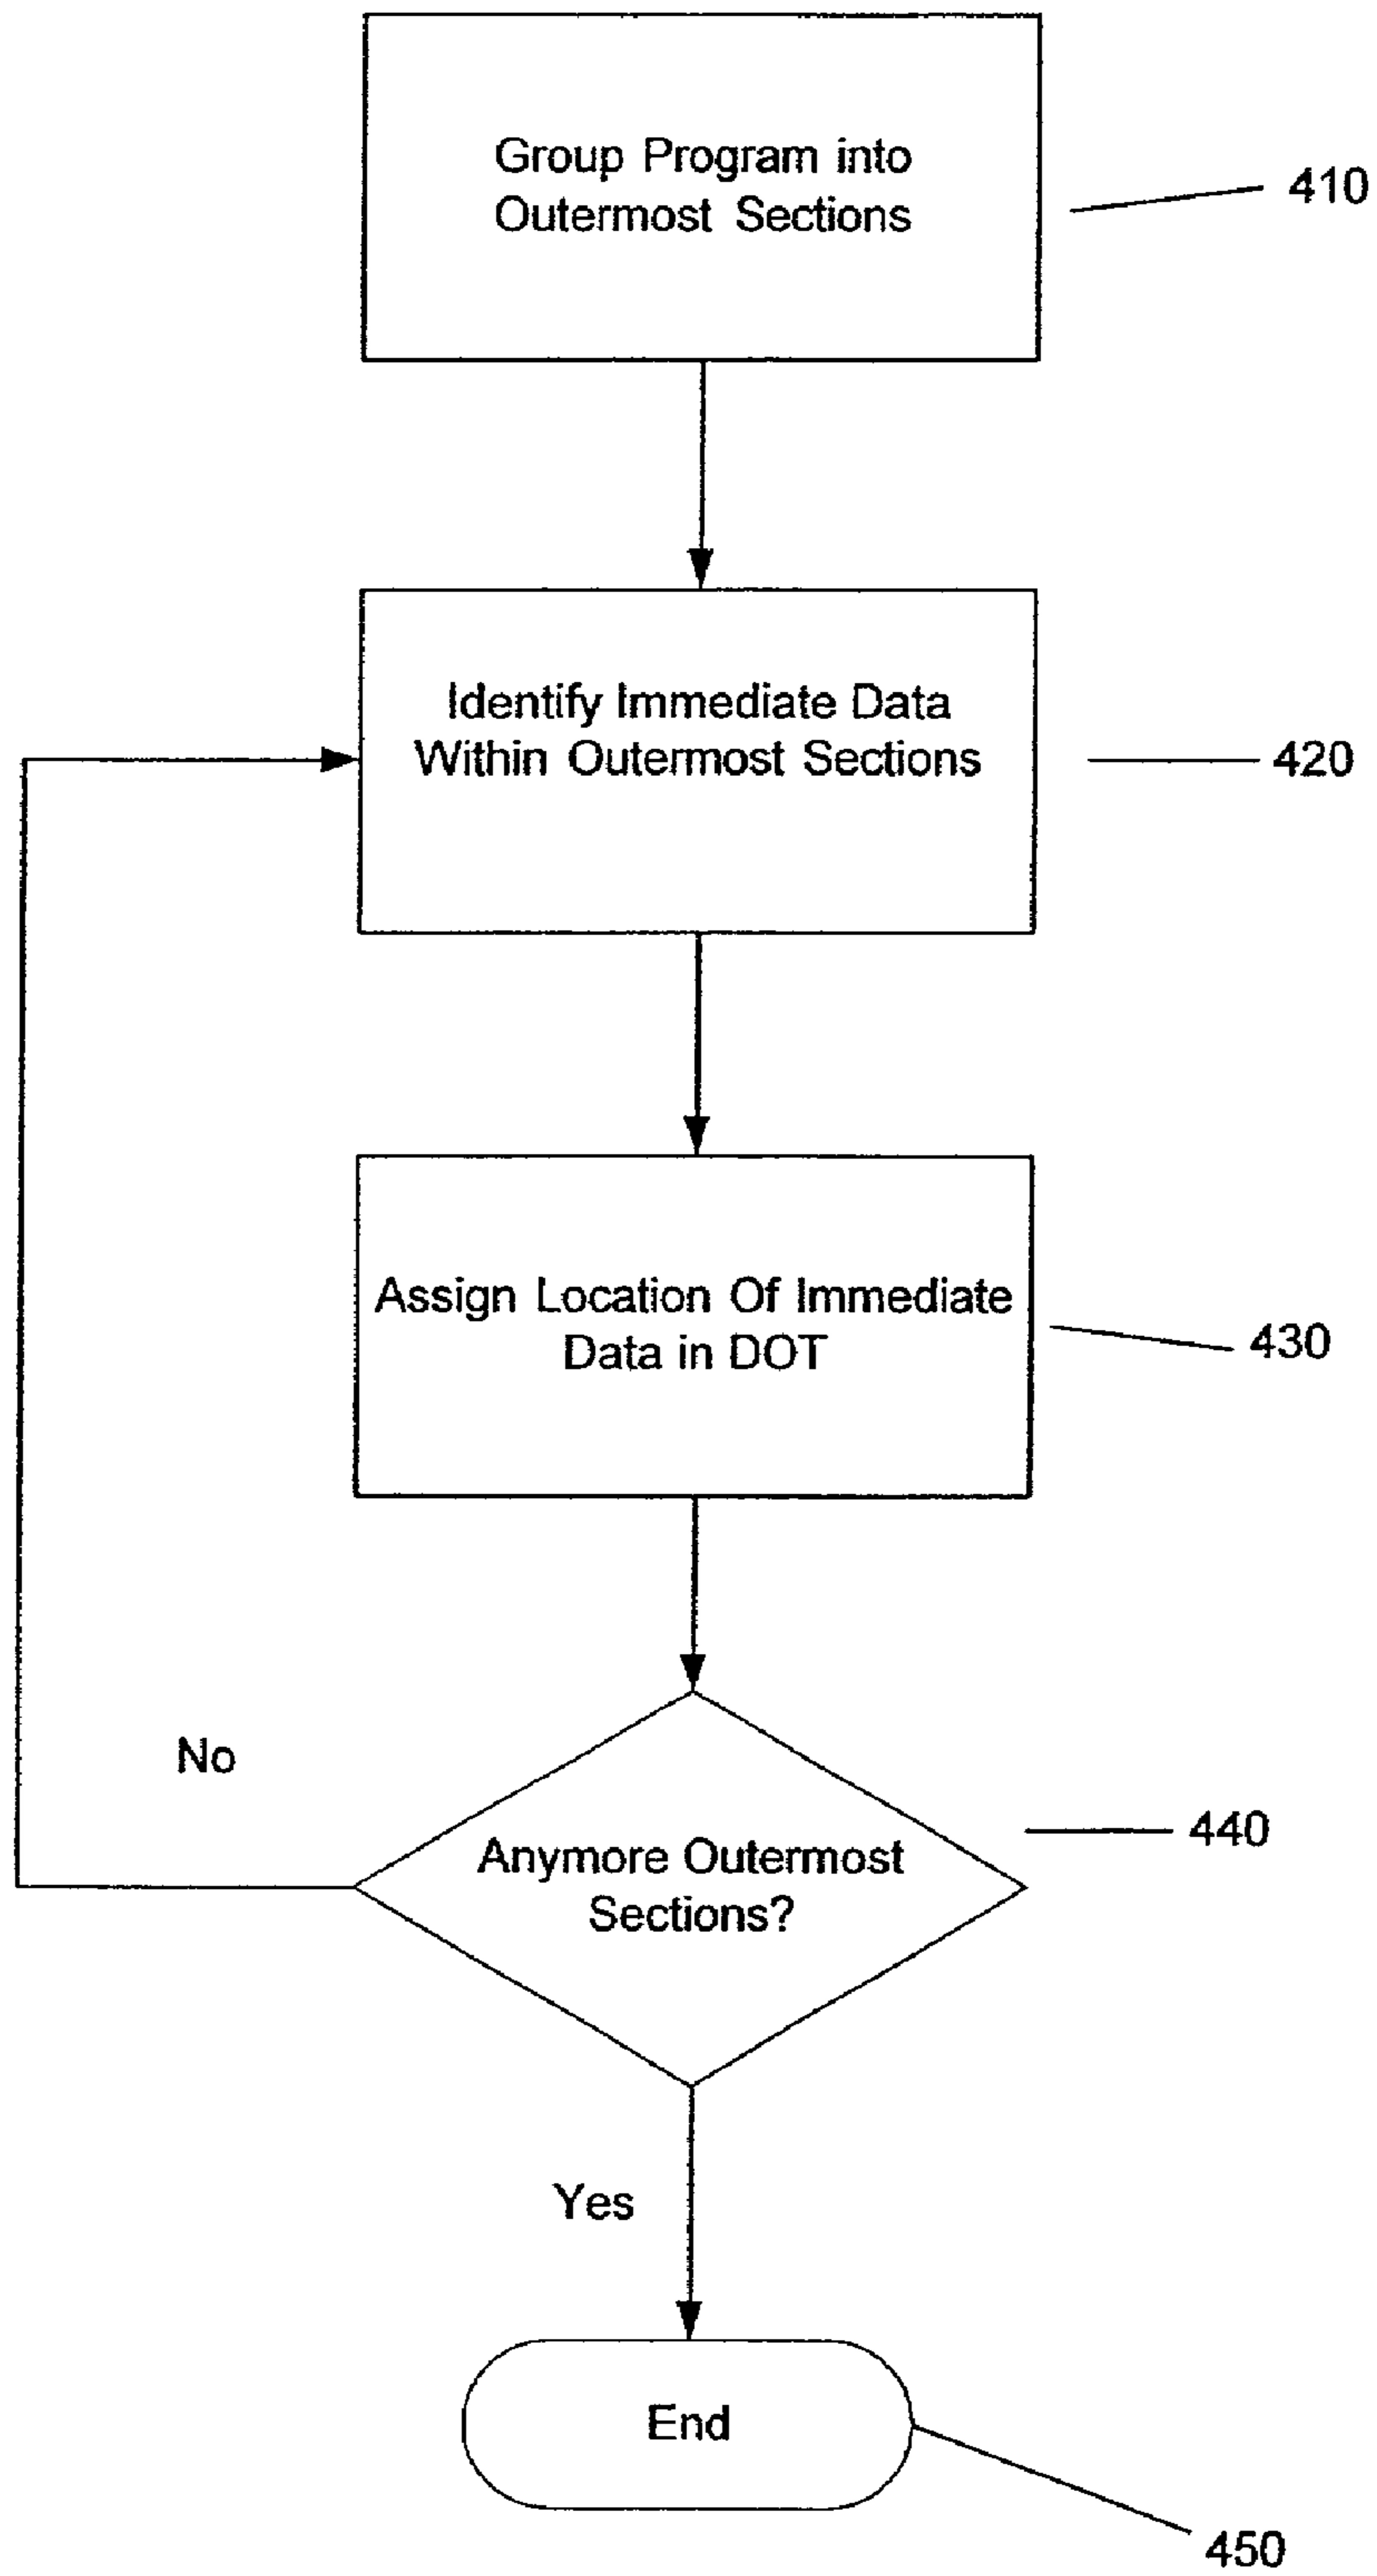 Group Program into
Outermost Sections
410
Identify Immediate Data
Within Outermost Sections
420
Assign Location Of Immediate
Data in DOT
430
No
Anymore Outermost
Sections?
440
Yes
End
450